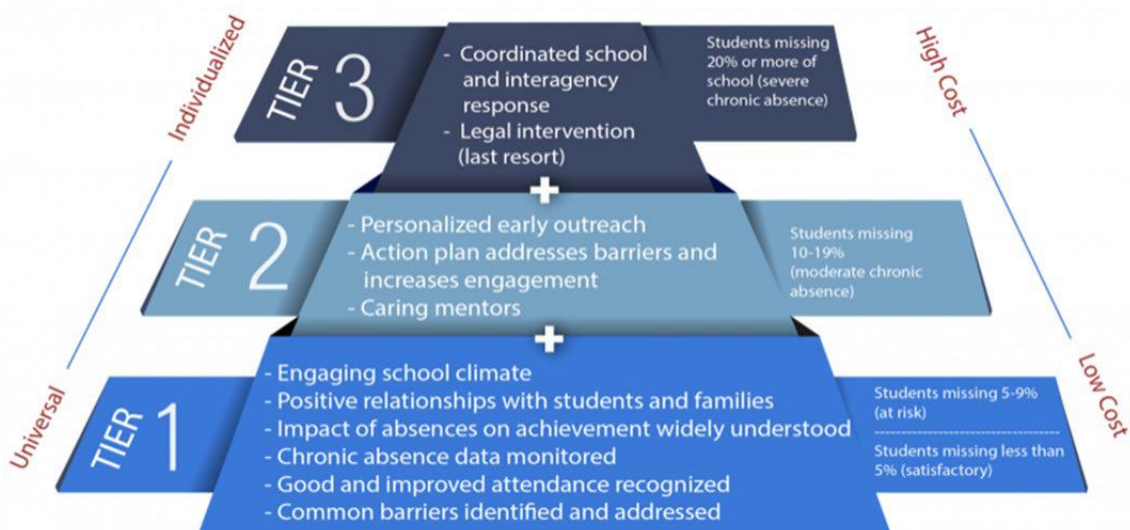 Individualized
High Cost
TIER 3
- Coordinated school
and interagency
response
- Legal intervention
(last resort)
Students missing
20% or more of
school (severe
chronic absence)
+
TIER 2
- Personalized early outreach
- Action plan addresses barriers and
increases engagement
- Caring mentors
Students missing
10-19%
(moderate chronic
absence)
+
Universal
Low Cost
TIER 1
- Engaging school climate
- Positive relationships with students and families
- Impact of absences on achievement widely understood
- Chronic absence data monitored
- Good and improved attendance recognized
- Common barriers identified and addressed
Students missing 5-9%
(at risk)
Students missing less than
5% (satisfactory)